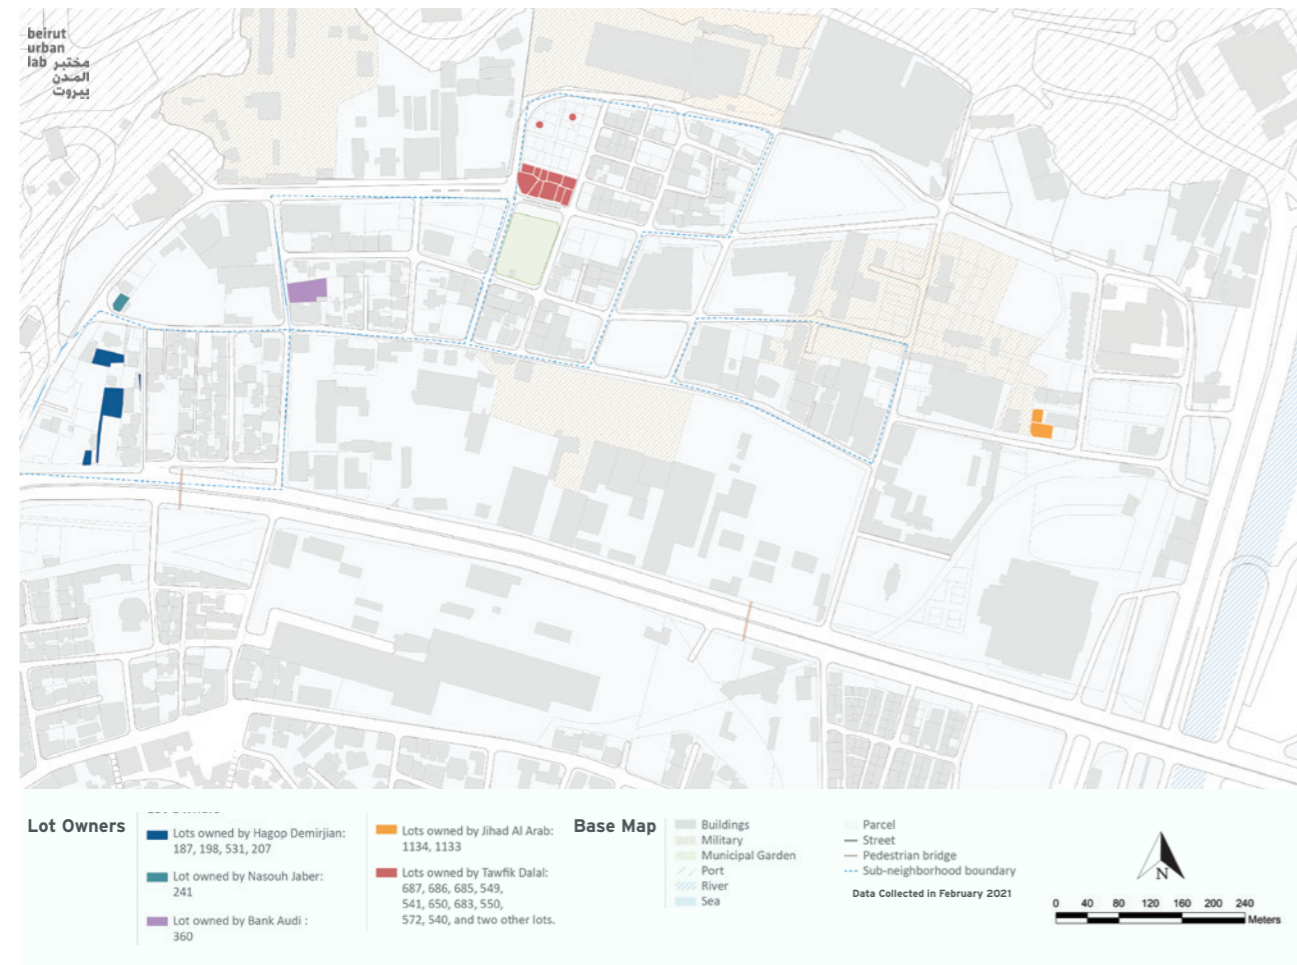 beirut
urban
lab مختبر
المدن
بيروت
Lot Owners
Lots owned by Hagop Demirjian:
187, 198, 531, 207
Lot owned by Nasouh Jaber:
241
Lot owned by Bank Audi :
360
Lots owned by Jihad Al Arab:
1134, 1133
Lots owned by Tawfik Dalal:
687, 686, 685, 549,
541, 650, 683, 550,
572, 540, and two other lots.
Base Map
Buildings
Military
Municipal Garden
Port
River
Sea
Parcel
Street
Pedestrian bridge
Sub-neighborhood boundary
Data Collected in February 2021
N
0 40 80 120 160 200 240
Meters